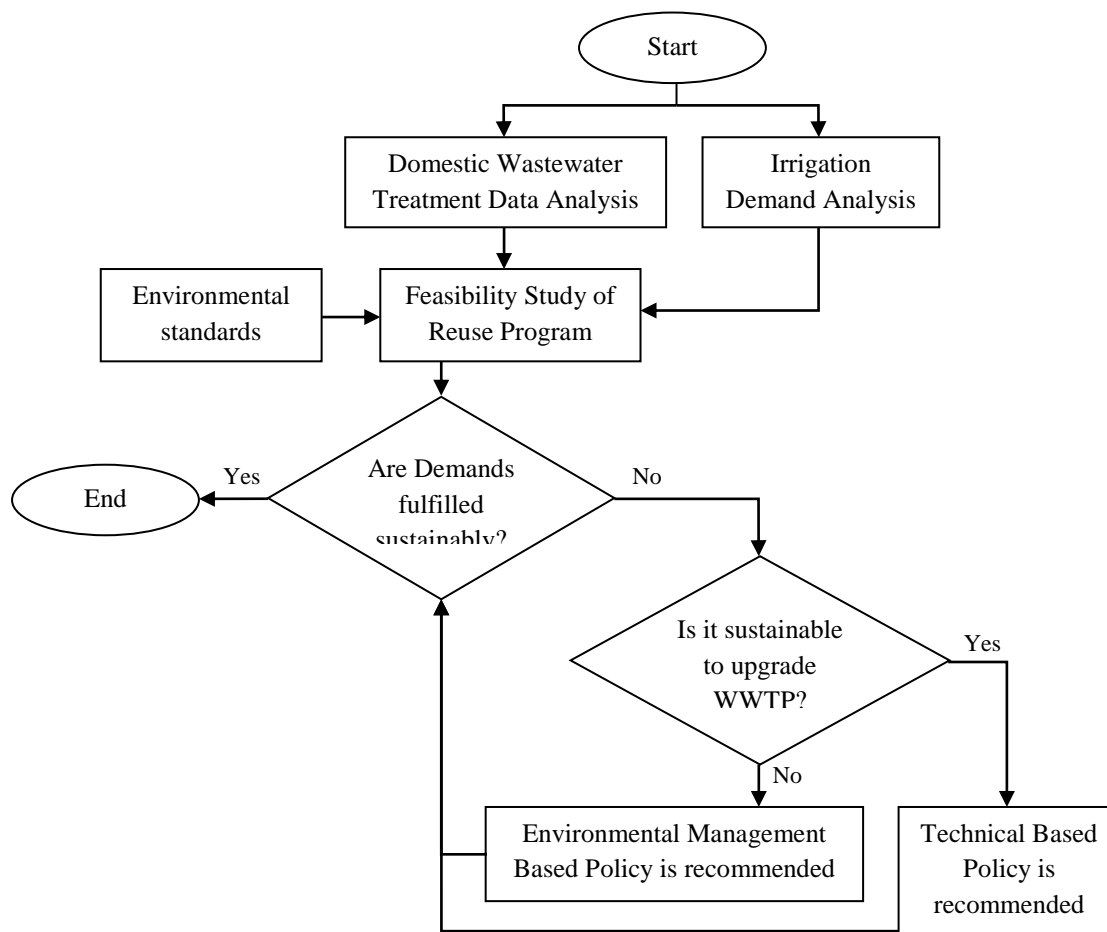 Start
Domestic Wastewater
Treatment Data Analysis
Irrigation
Demand Analysis
Environmental
standards
Feasibility Study of
Reuse Program
Are Demands
fulfilled
sustainably?
Yes
No
End
Is it sustainable
to upgrade
WWTP?
Yes
No
Environmental Management
Based Policy is recommended
Technical Based
Policy is
recommended